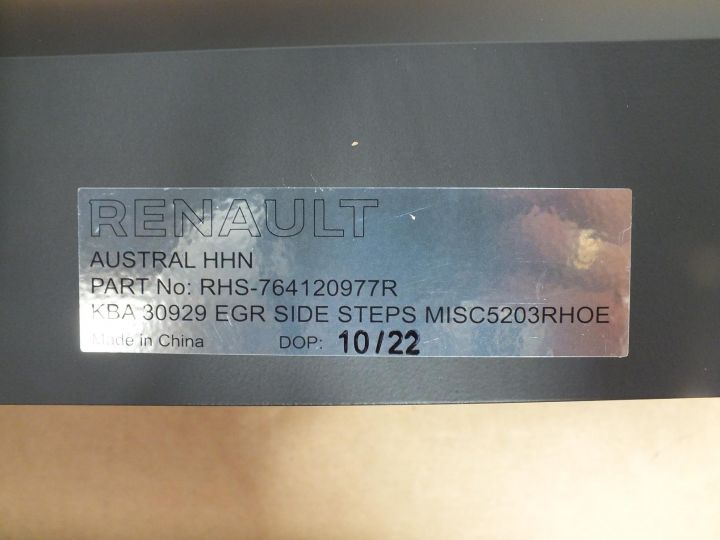 RENAULT
AUSTRAL HHN
PART No: RHS-764120977R
KBA 30929 EGR SIDE STEPS MISC5203RHOE
Made in China DOP: 10/22